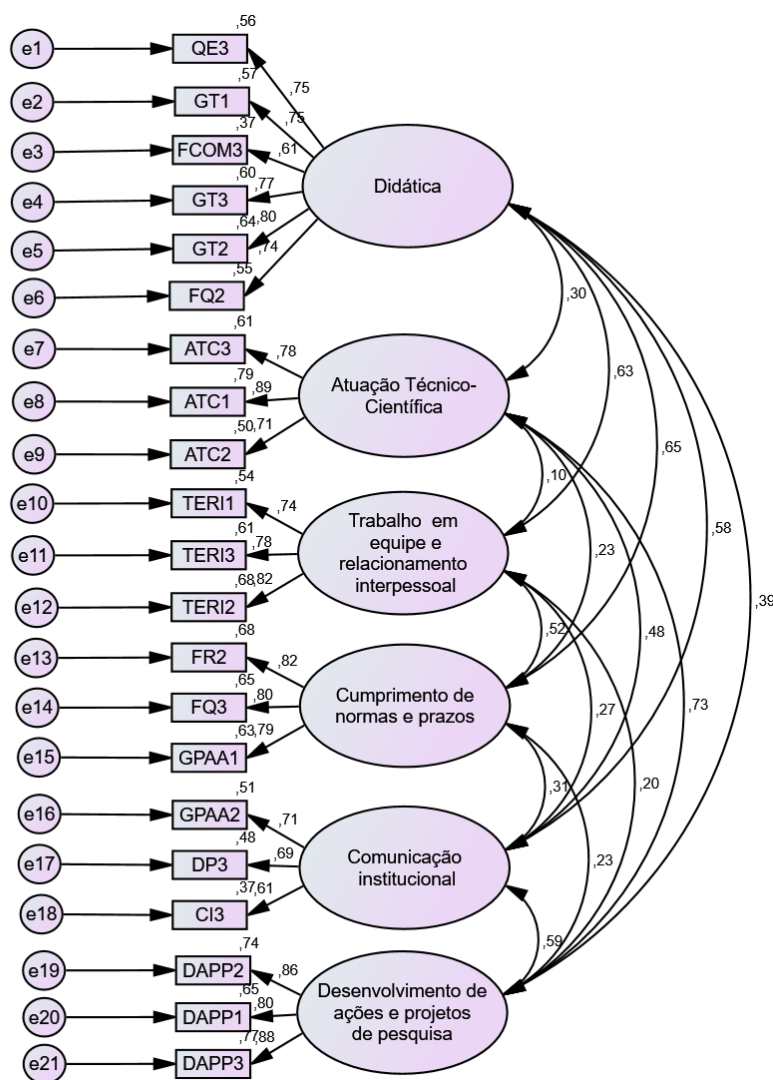 ,56
e1 QE3
,75
,57
e2 GT1
,75
,37
e3 FCOM3
,61
,60
e4 GT3
,77
,64
e5 GT2
,80
,55
e6 FQ2
,74
Didática
,61
e7 ATC3
,78
,79
e8 ATC1
,89
,50
e9 ATC2
,71
Atuação Técnico-
Científica
,54
e10 TERI1
,74
,61
e11 TERI3
,78
,68
e12 TERI2
,82
Trabalho em
equipe e
relacionamento
interpessoal
,68
e13 FR2
,82
,65
e14 FQ3
,80
,63
e15 GPAA1
,79
Cumprimento de
normas e prazos
,51
e16 GPAA2
,71
,48
e17 DP3
,69
,37
e18 CI3
,61
Comunicação
institucional
,74
e19 DAPP2
,86
,65
e20 DAPP1
,80
,77
e21 DAPP3
,88
Desenvolvimento de
ações e projetos
de pesquisa
,30
,63
,65
,10
,58
,23
,39
,52
,48
,27
,73
,31
,20
,23
,59